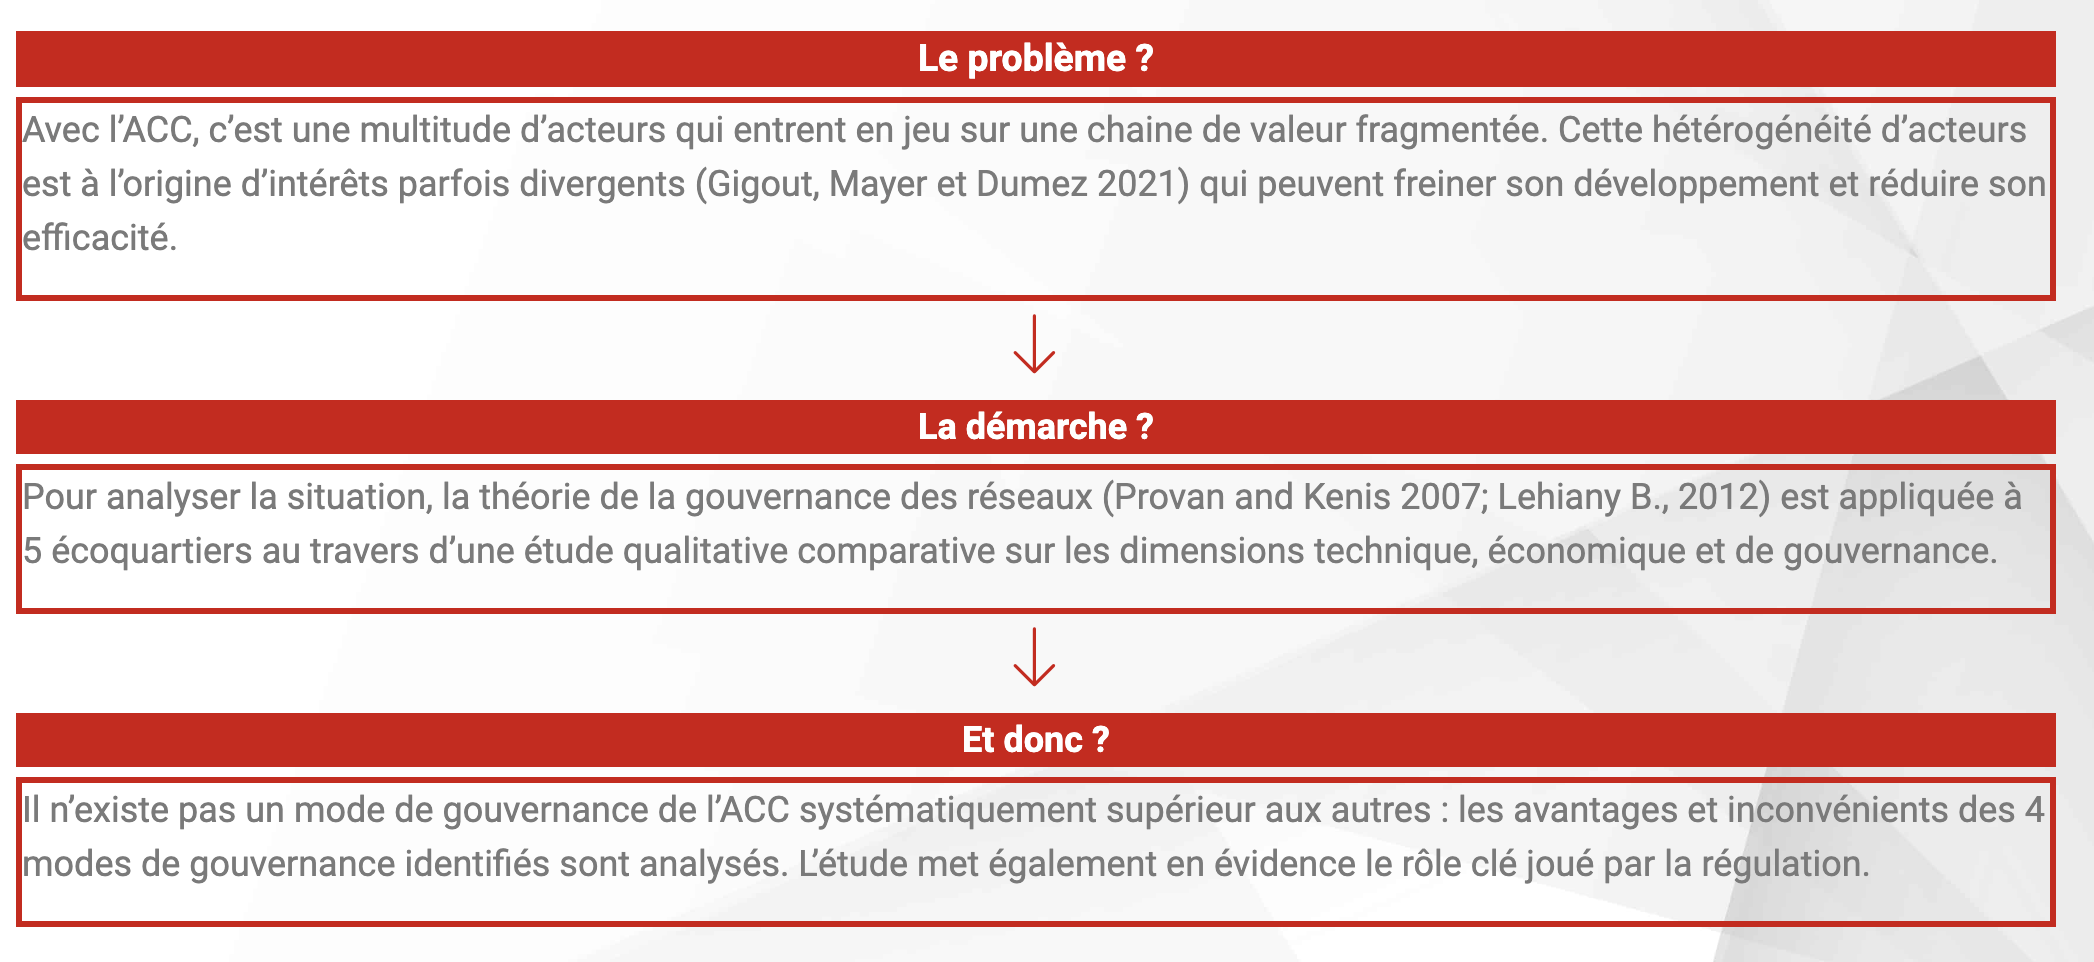 Le problème ?
Avec l’ACC, c’est une multitude d’acteurs qui entrent en jeu sur une chaine de valeur fragmentée. Cette hétérogénéité d’acteurs
est à l’origine d’intérêts parfois divergents (Gigout, Mayer et Dumez 2021) qui peuvent freiner son développement et réduire son
efficacité.
La démarche ?
Pour analyser la situation, la théorie de la gouvernance des réseaux (Provan and Kenis 2007; Lehiany B., 2012) est appliquée à
5 écoquartiers au travers d’une étude qualitative comparative sur les dimensions technique, économique et de gouvernance.
Et donc ?
Il n’existe pas un mode de gouvernance de l’ACC systématiquement supérieur aux autres : les avantages et inconvénients des 4
modes de gouvernance identifiés sont analysés. L’étude met également en évidence le rôle clé joué par la régulation.